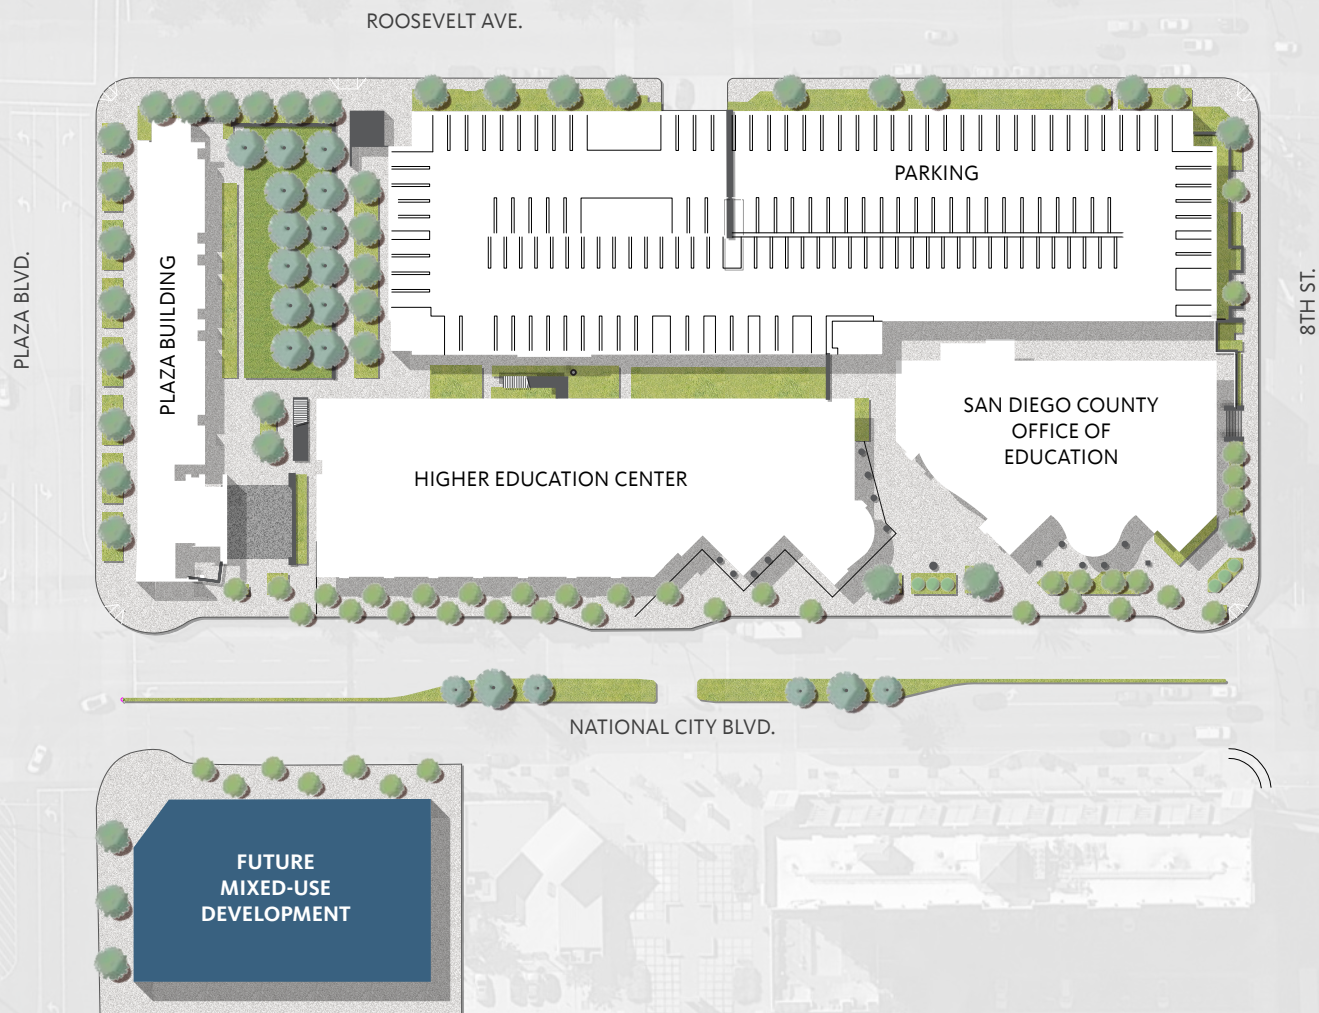 ROOSEVELT AVE.
PARKING
PLAZA BLVD.
PLAZA BUILDING
8TH ST.
SAN DIEGO COUNTY
OFFICE OF
EDUCATION
HIGHER EDUCATION CENTER
NATIONAL CITY BLVD.
FUTURE
MIXED-USE
DEVELOPMENT